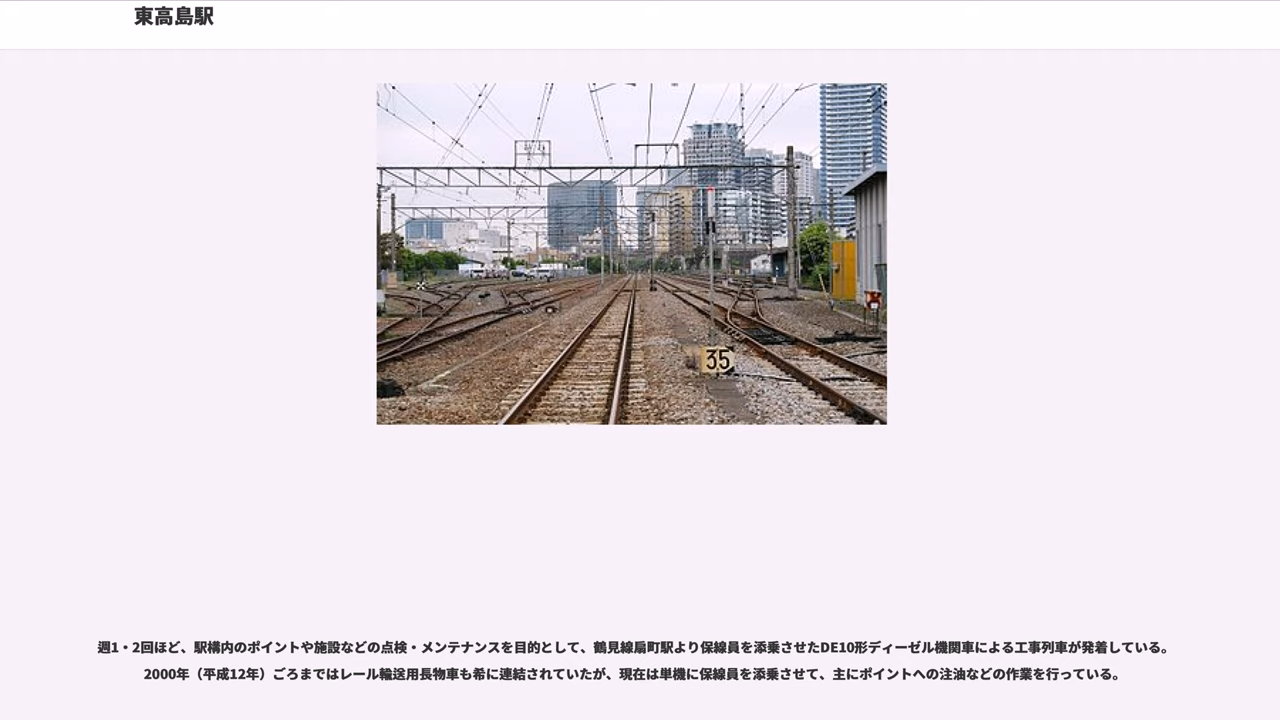 東高島駅
35
週1・2回ほど、駅構内のポイントや施設などの点検・メンテナンスを目的として、鶴見線扇町駅より保線員を添乗させたDE10形ディーゼル機関車による工事列車が発着している。
2000年（平成12年）ごろまではレール輸送用長物車も希に連結されていたが、現在は単機に保線員を添乗させて、主にポイントへの注油などの作業を行っている。